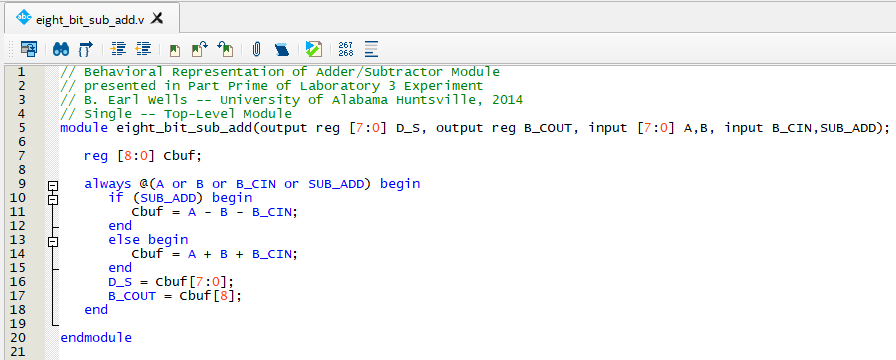 eight_bit_sub_add.v
267
268
1 // Behavioral Representation of Adder/Subtractor Module
2 // presented in Part Prime of Laboratory 3 Experiment
3 // B. Earl Wells -- University of Alabama Huntsville, 2014
4 // Single -- Top-Level Module
5 module eight_bit_sub_add(output reg [7:0] D_S, output reg B_COUT, input [7:0] A,B, input B_CIN,SUB_ADD);
6
7 reg [8:0] Cbuf;
8
9 always @(A or B or B_CIN or SUB_ADD) begin
10 if (SUB_ADD) begin
11 Cbuf = A - B - B_CIN;
12 end
13 else begin
14 Cbuf = A + B + B_CIN;
15 end
16 D_S = Cbuf[7:0];
17 B_COUT = Cbuf[8];
18 end
19
20 endmodule
21